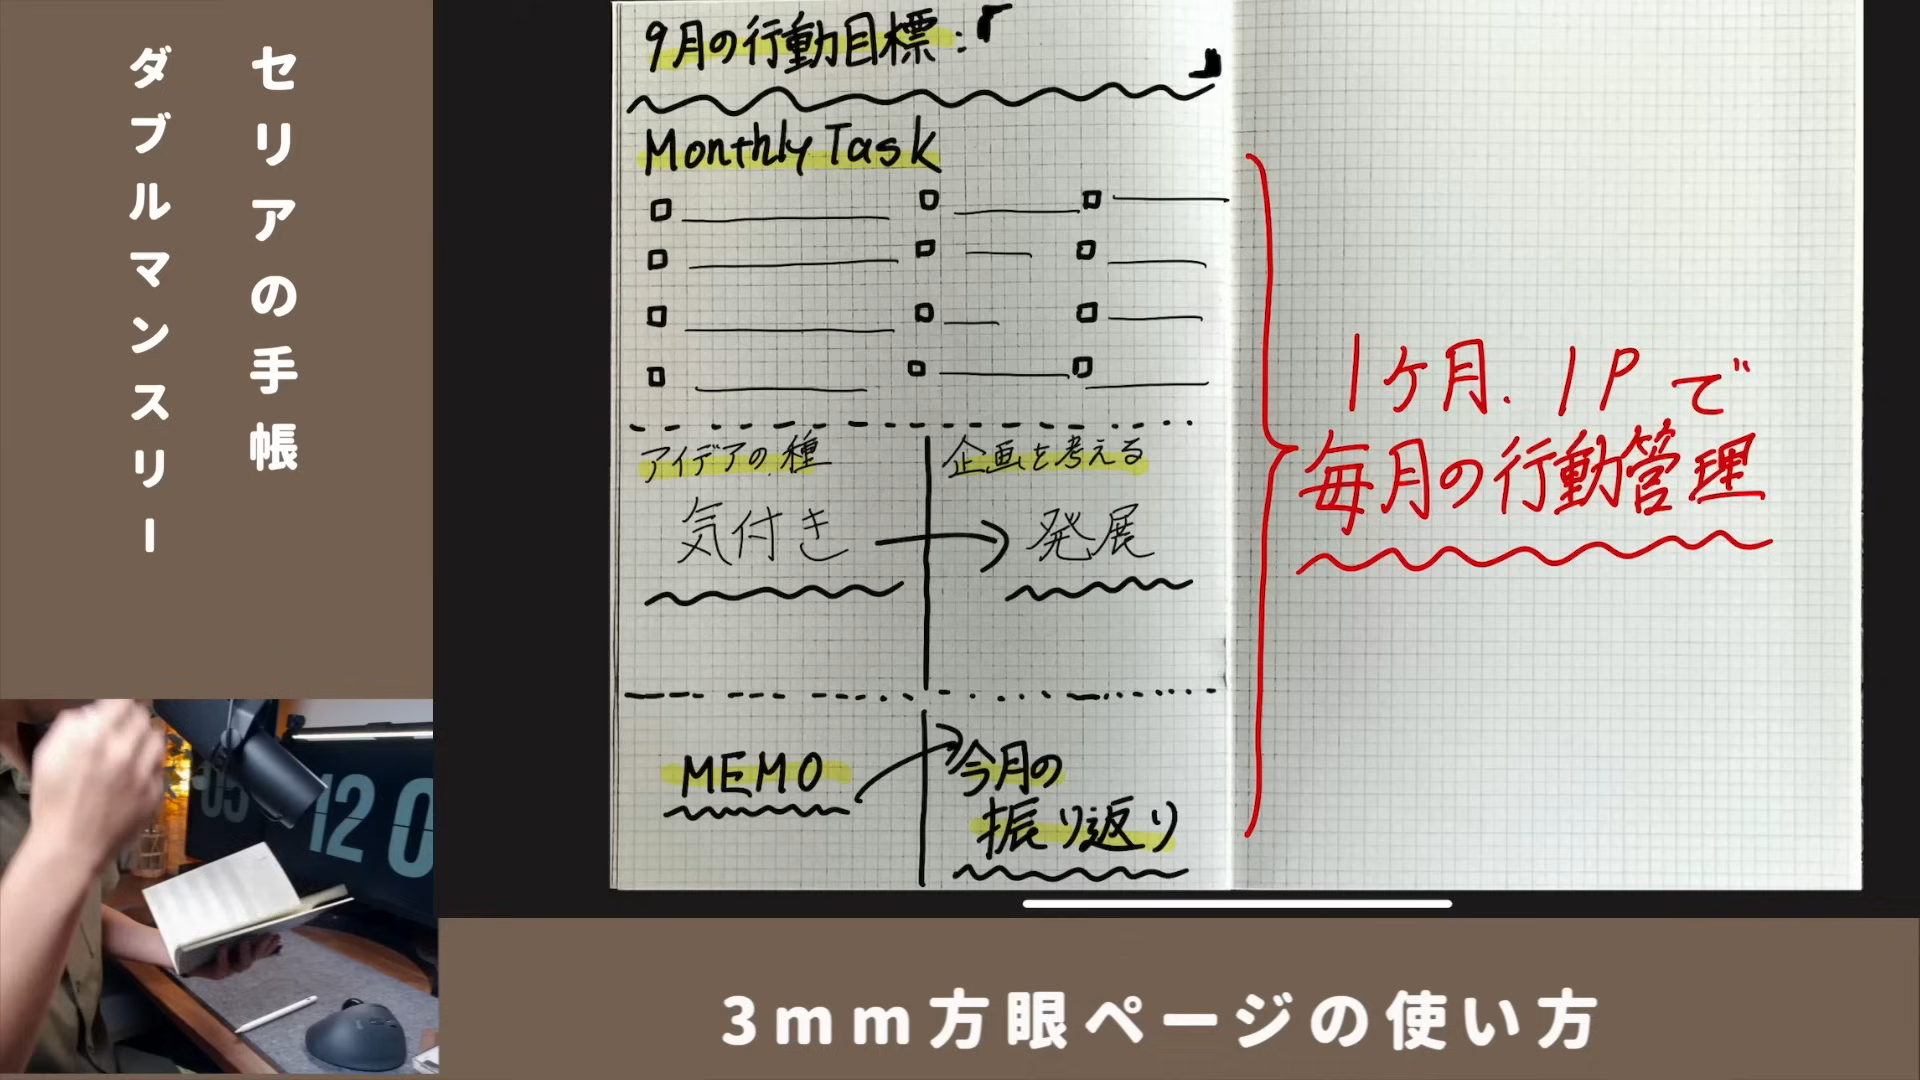 セリアの手帳
ダブルマンスリー
9月の行動目標:「
」
Monthly Task
アイデアの種
企画を考える
気付き
発展
MEMO
今月の
振り返り
1ヶ月.1Pで
毎月の行動管理
05
12 0
3mm方眼ページの使い方